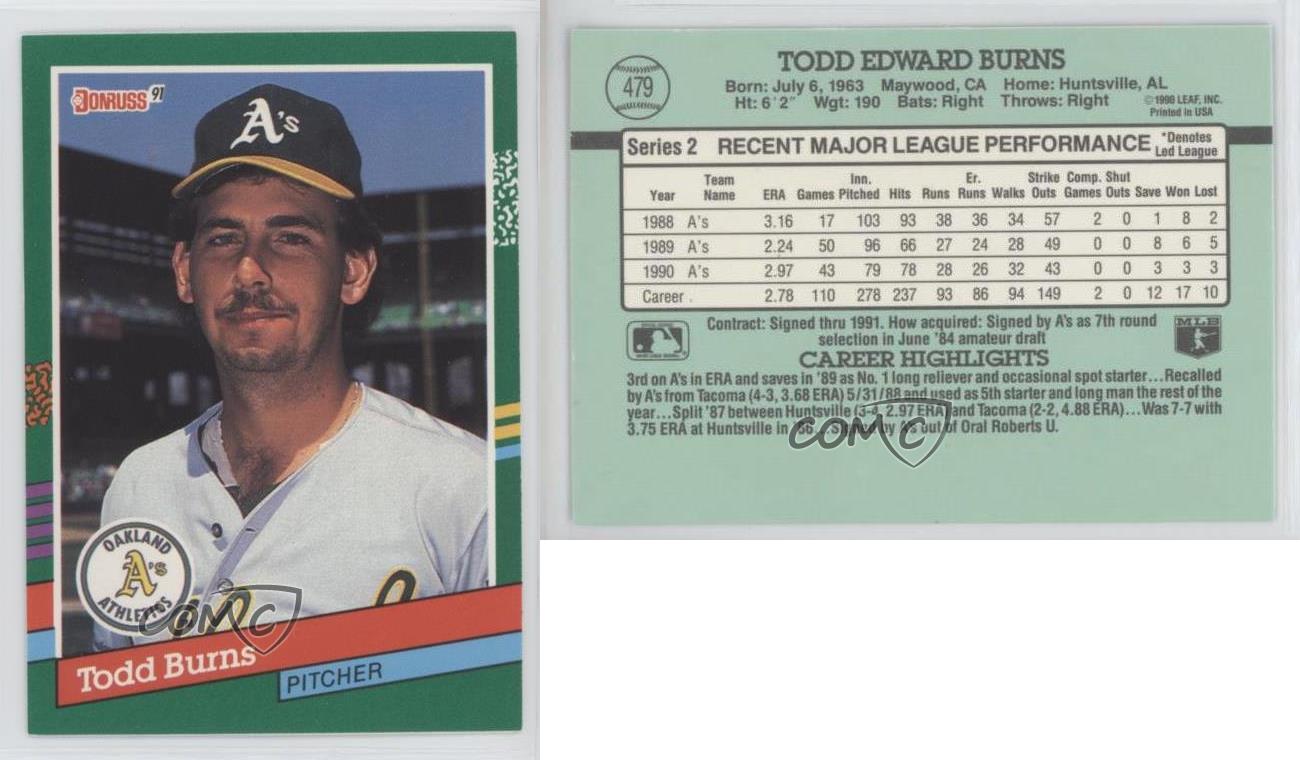 DONRUSS 91
A's
OAKLAND
A's
ATHLETICS
COMC
Todd Burns
PITCHER
479
TODD EDWARD BURNS
Born: July 6, 1963 Maywood, CA Home: Huntsville, AL
Ht: 6'2" Wgt: 190 Bats: Right Throws: Right
©1990 LEAF, INC.
Printed in USA
Series 2 RECENT MAJOR LEAGUE PERFORMANCE *Denotes Led League
Year Team Name ERA Games Inn. Pitched Hits Runs Er. Runs Walks Strike Outs Comp. Games Shut Outs Save Won Lost
1988 A's 3.16 17 103 93 38 36 34 57 2 0 1 8 2
1989 A's 2.24 50 96 66 27 24 28 49 0 0 8 6 5
1990 A's 2.97 43 79 78 28 26 32 43 0 0 3 3 3
Career 2.78 110 278 237 93 86 94 149 2 0 12 17 10
Contract: Signed thru 1991. How acquired: Signed by A's as 7th round
selection in June '84 amateur draft
MLB
CAREER HIGHLIGHTS
3rd on A's in ERA and saves in '89 as No. 1 long reliever and occasional spot starter...Recalled
by A's from Tacoma (4-3, 3.68 ERA) 5/31/88 and used as 5th starter and long man the rest of the
year...Split '87 between Huntsville (3-4, 2.97 ERA) and Tacoma (2-2, 4.88 ERA)...Was 7-7 with
3.75 ERA at Huntsville in '86...Signed by A's out of Oral Roberts U.
COMC